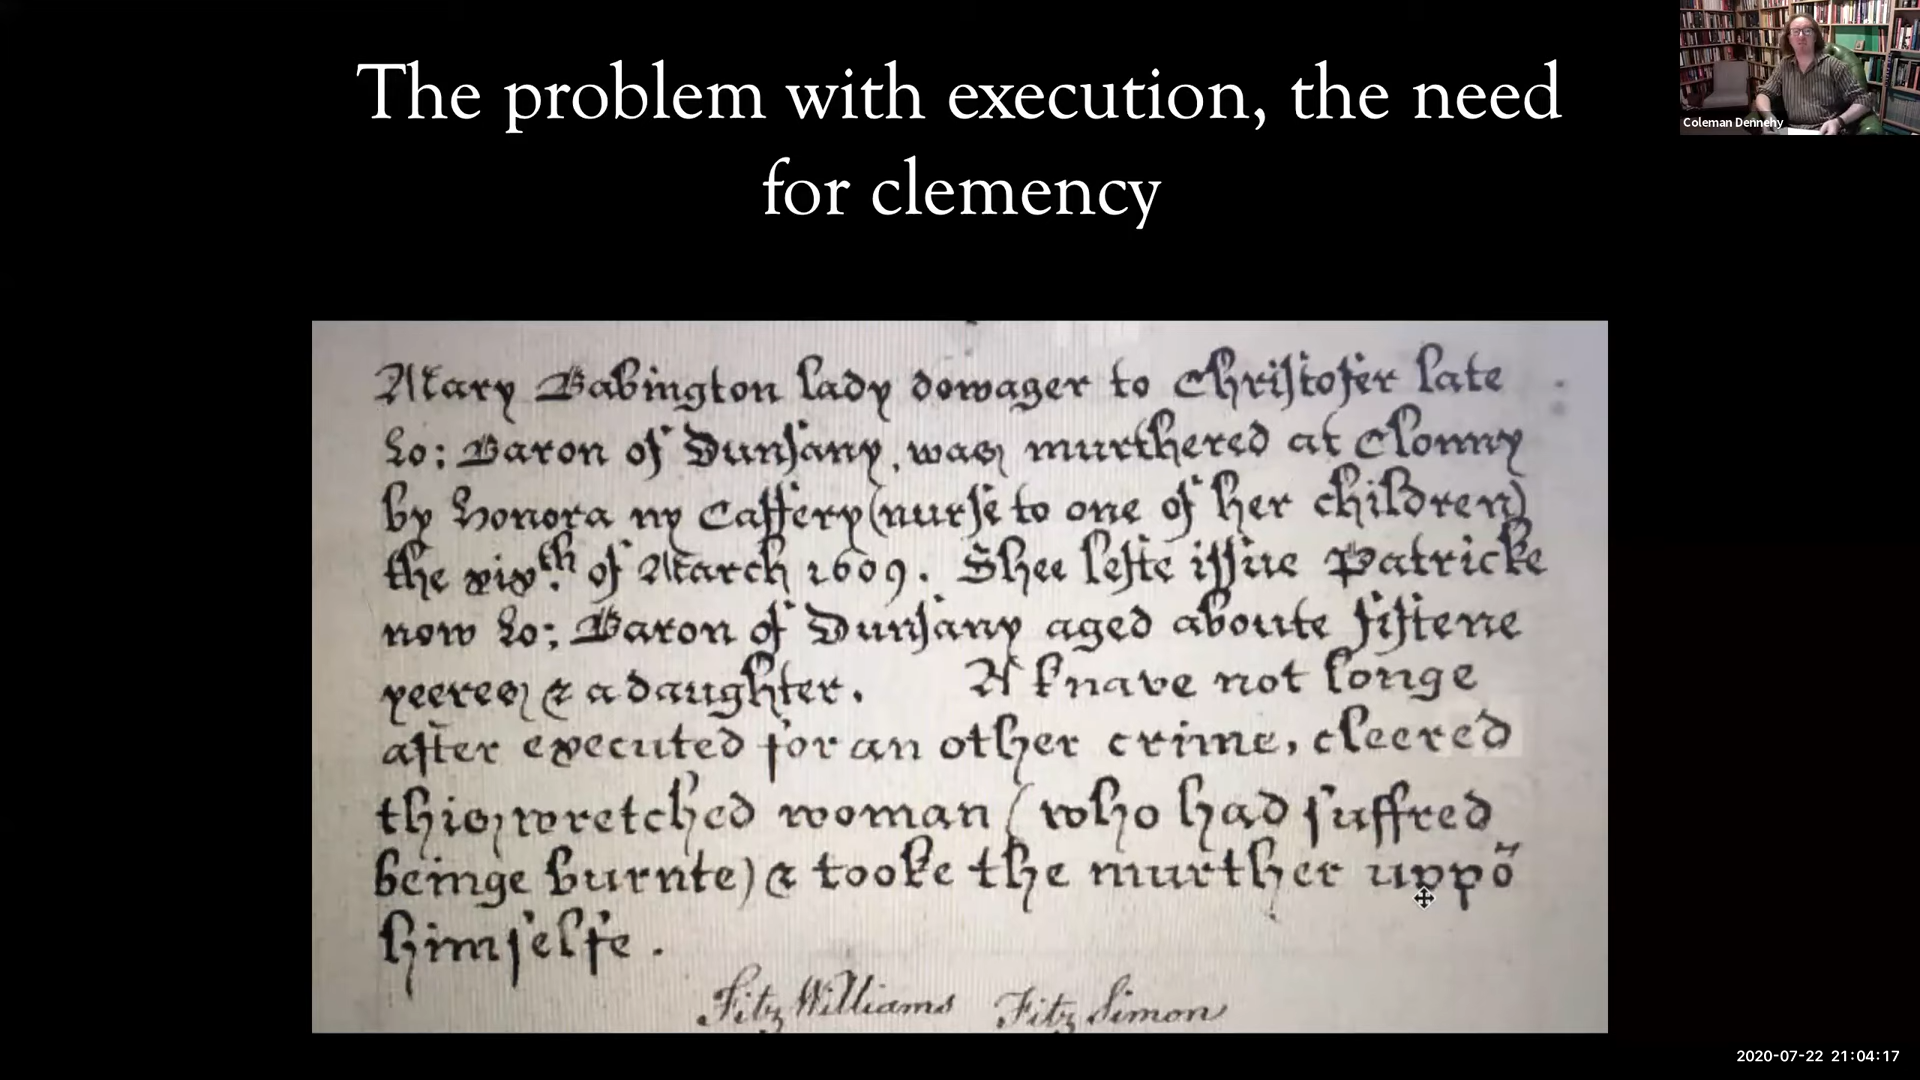 The problem with execution, the need
for clemency
Coleman Dennehy
Mary Babington lady dowager to Christofer late
Lo: Baron of Dunsany, was murthered at Clonny
by Honora ny Caffery (nurse to one of her children)
the xixth. of March 1609. Shee lefte issue Patricke
now Lo: Baron of Dunsany aged aboute fiftene
yeeres & a daughter. A knave not longe
after executed for an other crime, cleered
this wretched woman (who had suffred
beinge burnte) & tooke the murther uppõ
himselfe.
Fitz Williams Fitz Simon
2020-07-22 21:04:17